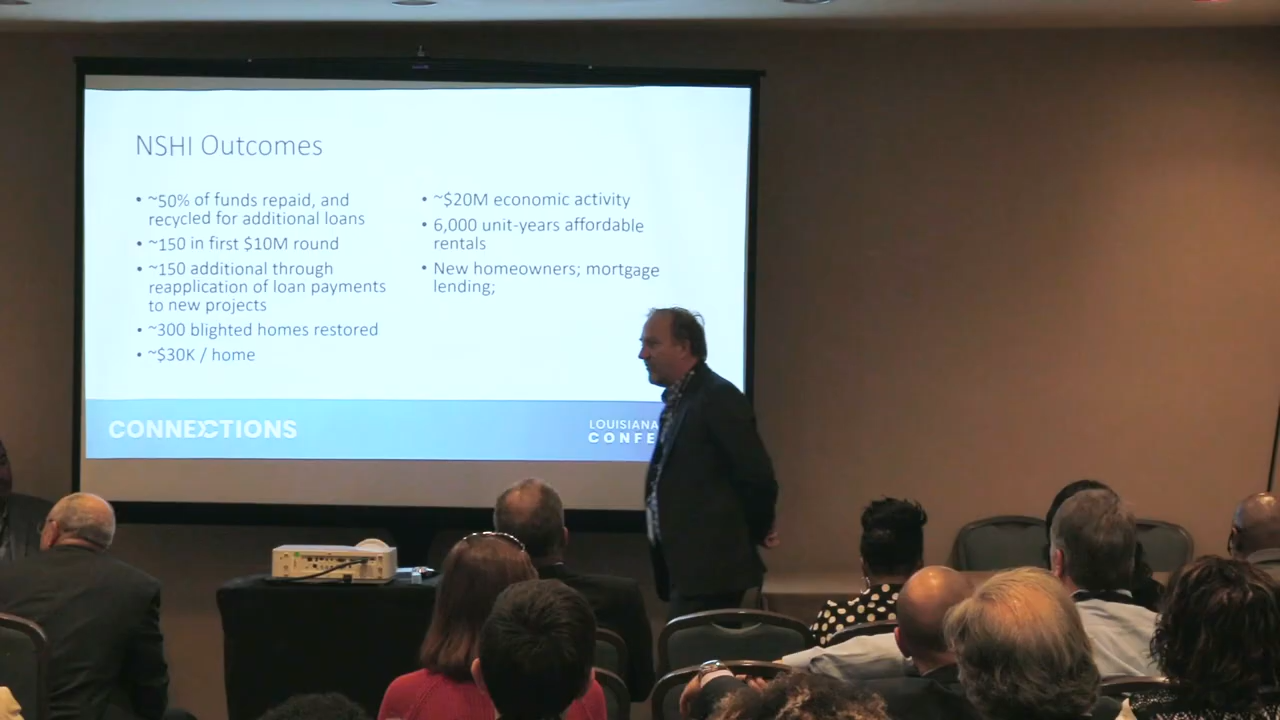 NSHI Outcomes
• ~50% of funds repaid, and
recycled for additional loans
• ~150 in first $10M round
• ~150 additional through
reapplication of loan payments
to new projects
• ~300 blighted homes restored
• ~$30K / home
• ~$20M economic activity
• 6,000 unit-years affordable
rentals
• New homeowners; mortgage
lending;
CONNECTIONS
LOUISIANA
CONFE